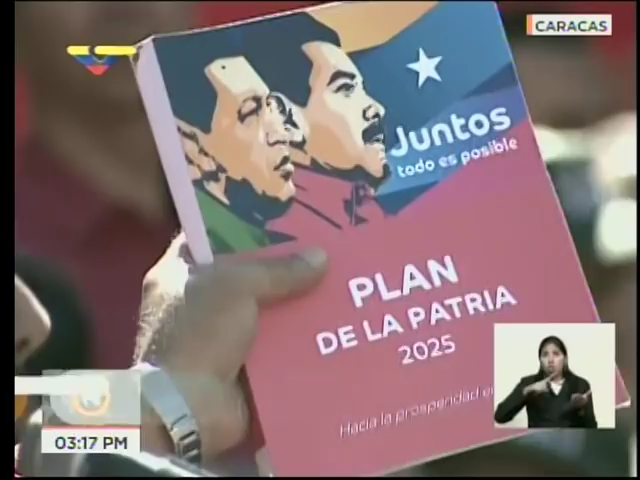 CARACAS
Juntos
todo es posible
PLAN
DE LA PATRIA
2025
Hacia la prosperidad
03:17 PM